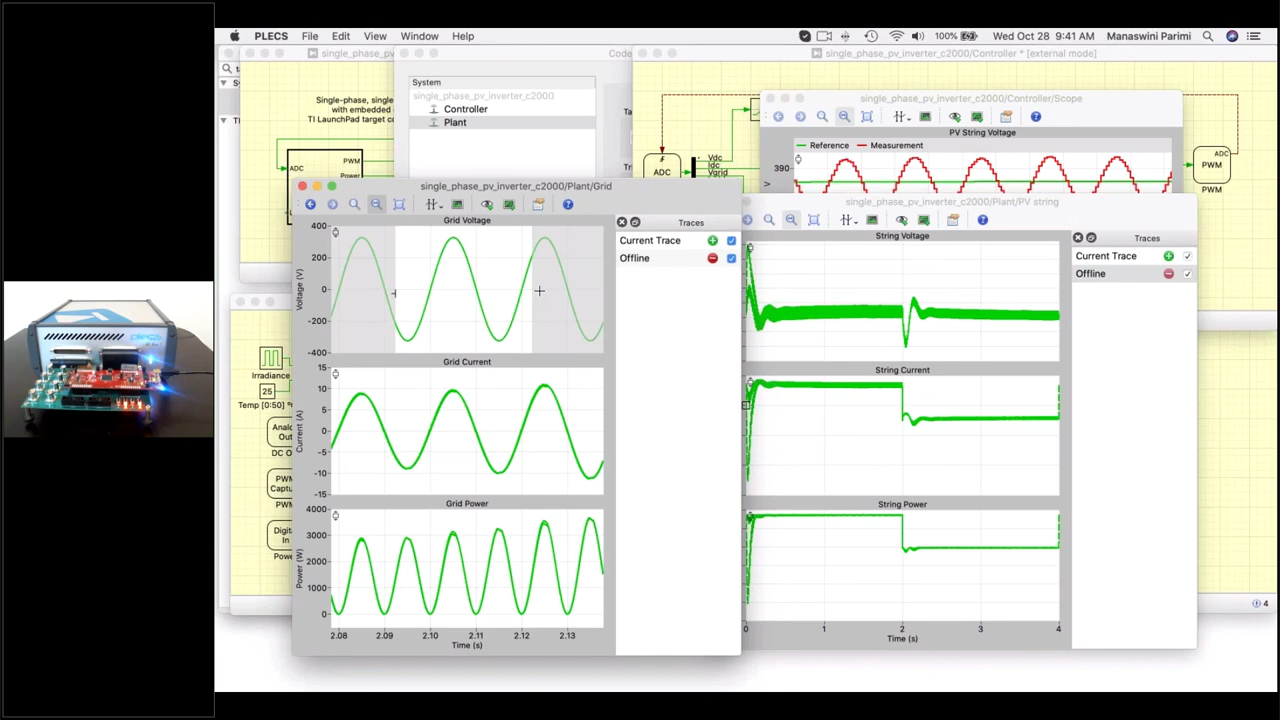 PLECS File Edit View Window Help
100% Wed Oct 28 9:41 AM Manaswini Parimi
single_phase_pv
Code
single_phase_pv_inverter_c2000/Controller * [external mode]
System
single_phase_pv_inverter_c2000
Controller
Plant
Single-phase, single
with embedded
TI LaunchPad target
ADC
PWM
ADC
Vdc
Idc
Vgrid
single_phase_pv_inverter_c2000/Controller/Scope
PV String Voltage
Reference Measurement
390
ADC
PWM
PWM
single_phase_pv_inverter_c2000/Plant/Grid
Grid Voltage
Voltage (V)
400
200
0
-200
-400
Grid Current
Current (A)
15
10
5
0
-5
-10
-15
Grid Power
Power (W)
4000
3000
2000
1000
0
2.08 2.09 2.10 2.11 2.12 2.13
Time (s)
Traces
Current Trace
Offline
single_phase_pv_inverter_c2000/Plant/PV string
String Voltage
String Current
String Power
0 1 2 3 4
Time (s)
Traces
Current Trace
Offline
Irradiance
25
Temp [0:50]
Analog
Out
DC O
PWM
Captu
PWM
Digit
In
Powe
4